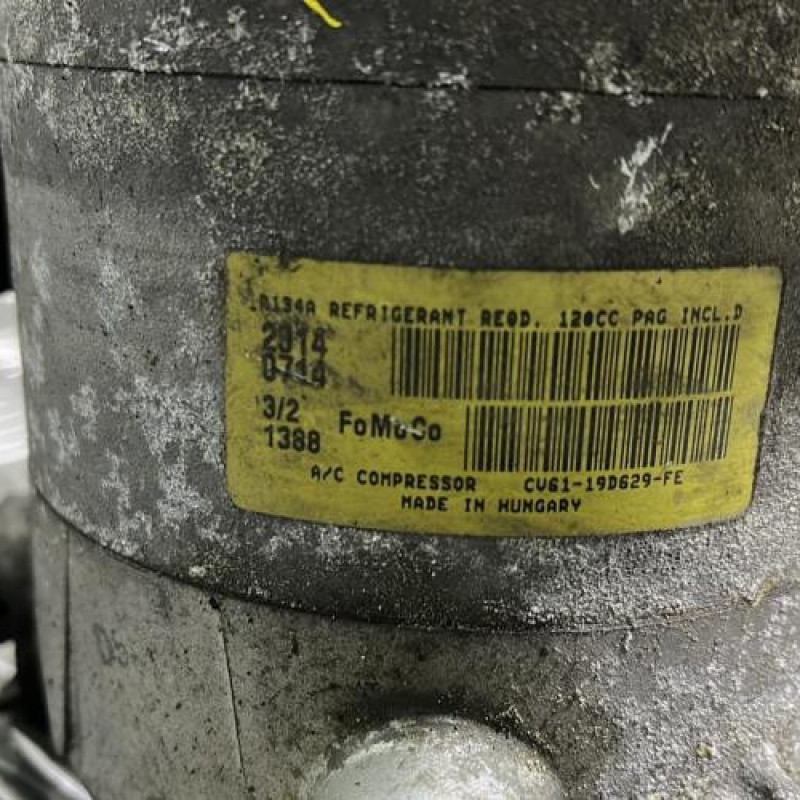 R134A REFRIGERANT REQD. 120CC PAG INCL.D
2014
0714
3/2
1388
FoMoCo
A/C COMPRESSOR CV61-19D629-FE
MADE IN HUNGARY